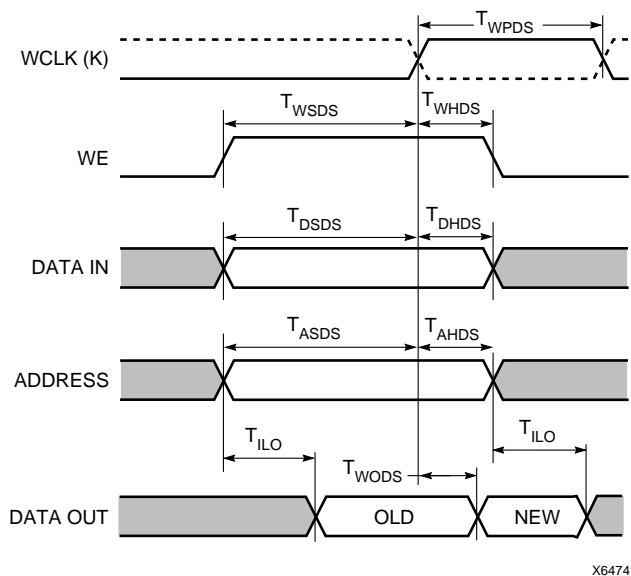 T_WPDS
WCLK (K)
T_WSDS T_WHDS
WE
T_DSDS T_DHDS
DATA IN
T_ASDS T_AHDS
ADDRESS
T_ILO T_ILO
T_WODS
DATA OUT OLD NEW
X6474